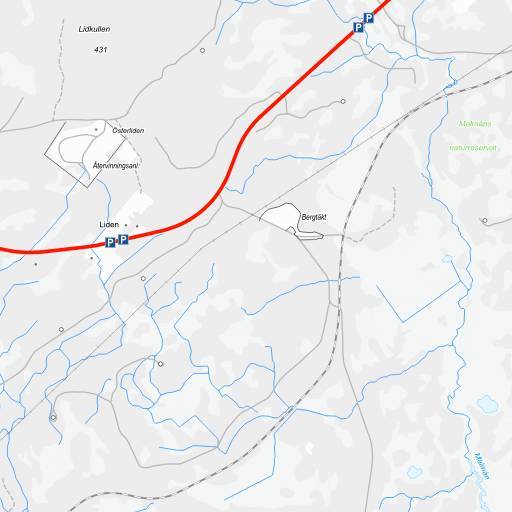 Lidkullen
431
P
P
Österliden
Malmåns
naturreservat
Återvinningsanl.
Bergtäkt
Liden
P
P
Malmån